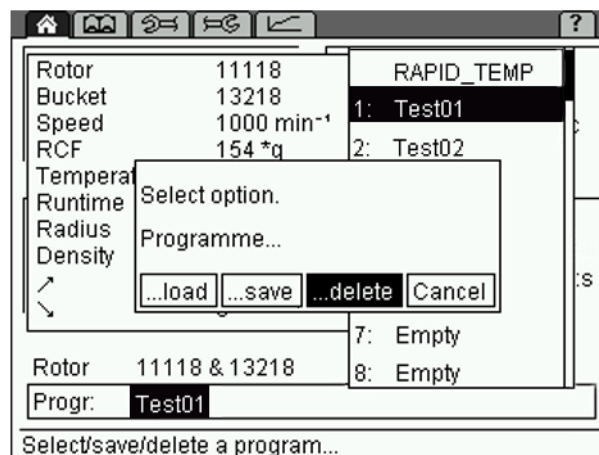 ?
Rotor 11118
Bucket 13218
Speed 1000 min⁻¹
RCF 154 *g
Temperat
Runtime
Radius
Density
RAPID_TEMP
1: Test01
2: Test02
Select option.
Programme...
...load ...save ...delete Cancel
7: Empty
8: Empty
Rotor 11118 & 13218
Progr: Test01
Select/save/delete a program...